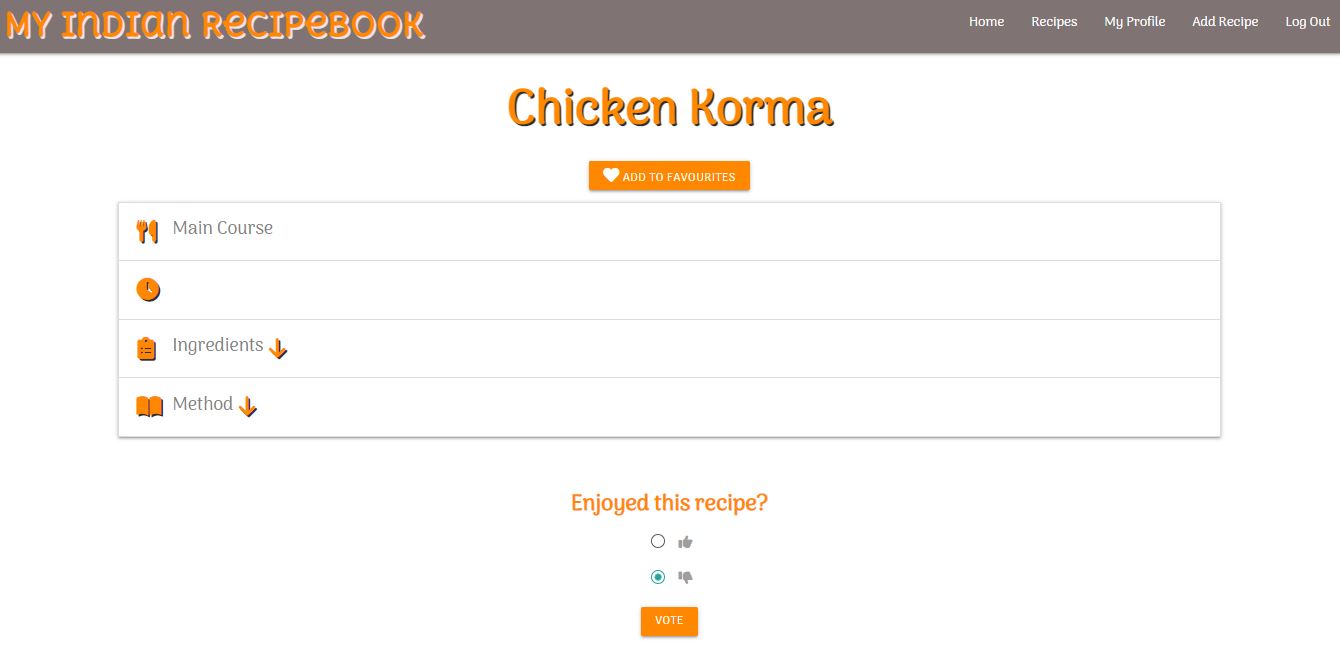 My Indian Recipebook
Home Recipes My Profile Add Recipe Log Out
Chicken Korma
ADD TO FAVOURITES
Main Course
Ingredients
Method
Enjoyed this recipe?
VOTE